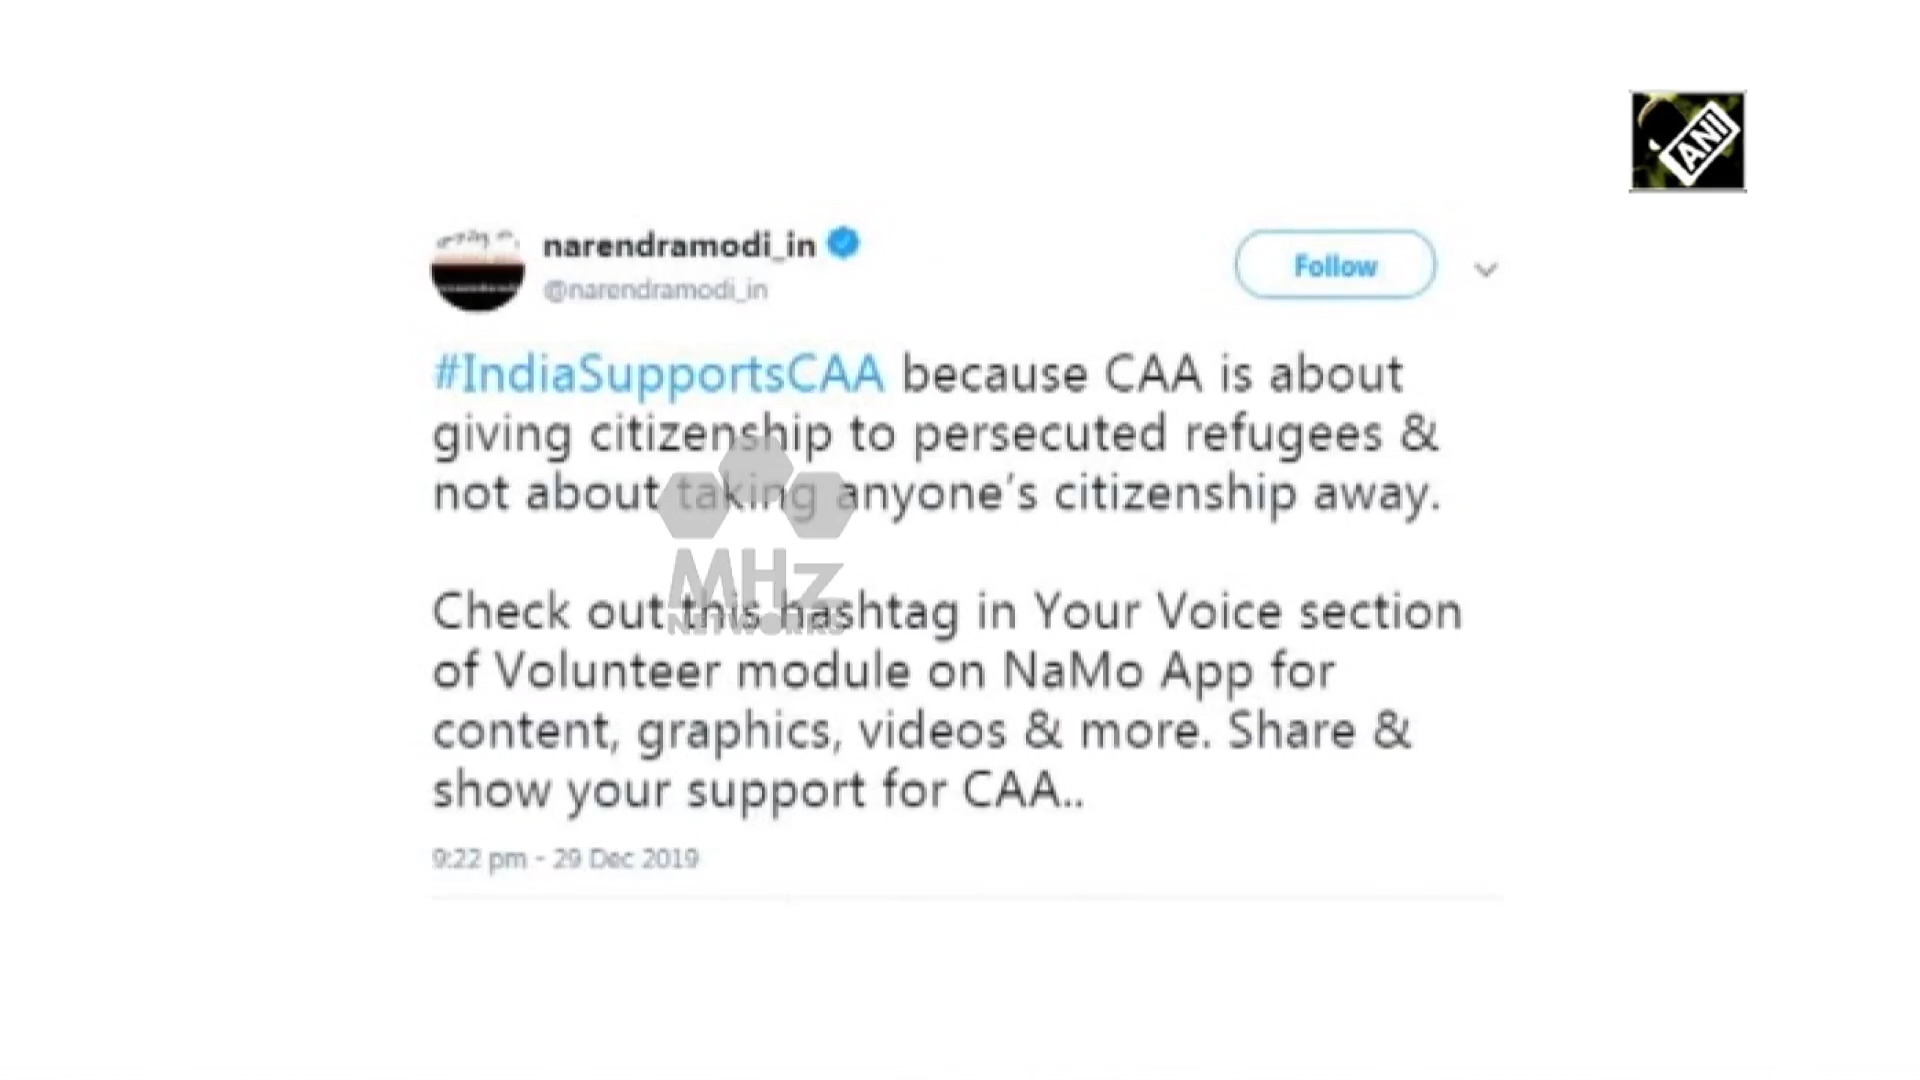 ANI
narendramodi_in
@narendramodi_in
Follow
#IndiaSupportsCAA because CAA is about
giving citizenship to persecuted refugees &
not about taking anyone's citizenship away.
MHz
NETWORKS
Check out this hashtag in Your Voice section
of Volunteer module on NaMo App for
content, graphics, videos & more. Share &
show your support for CAA..
9:22 pm - 29 Dec 2019